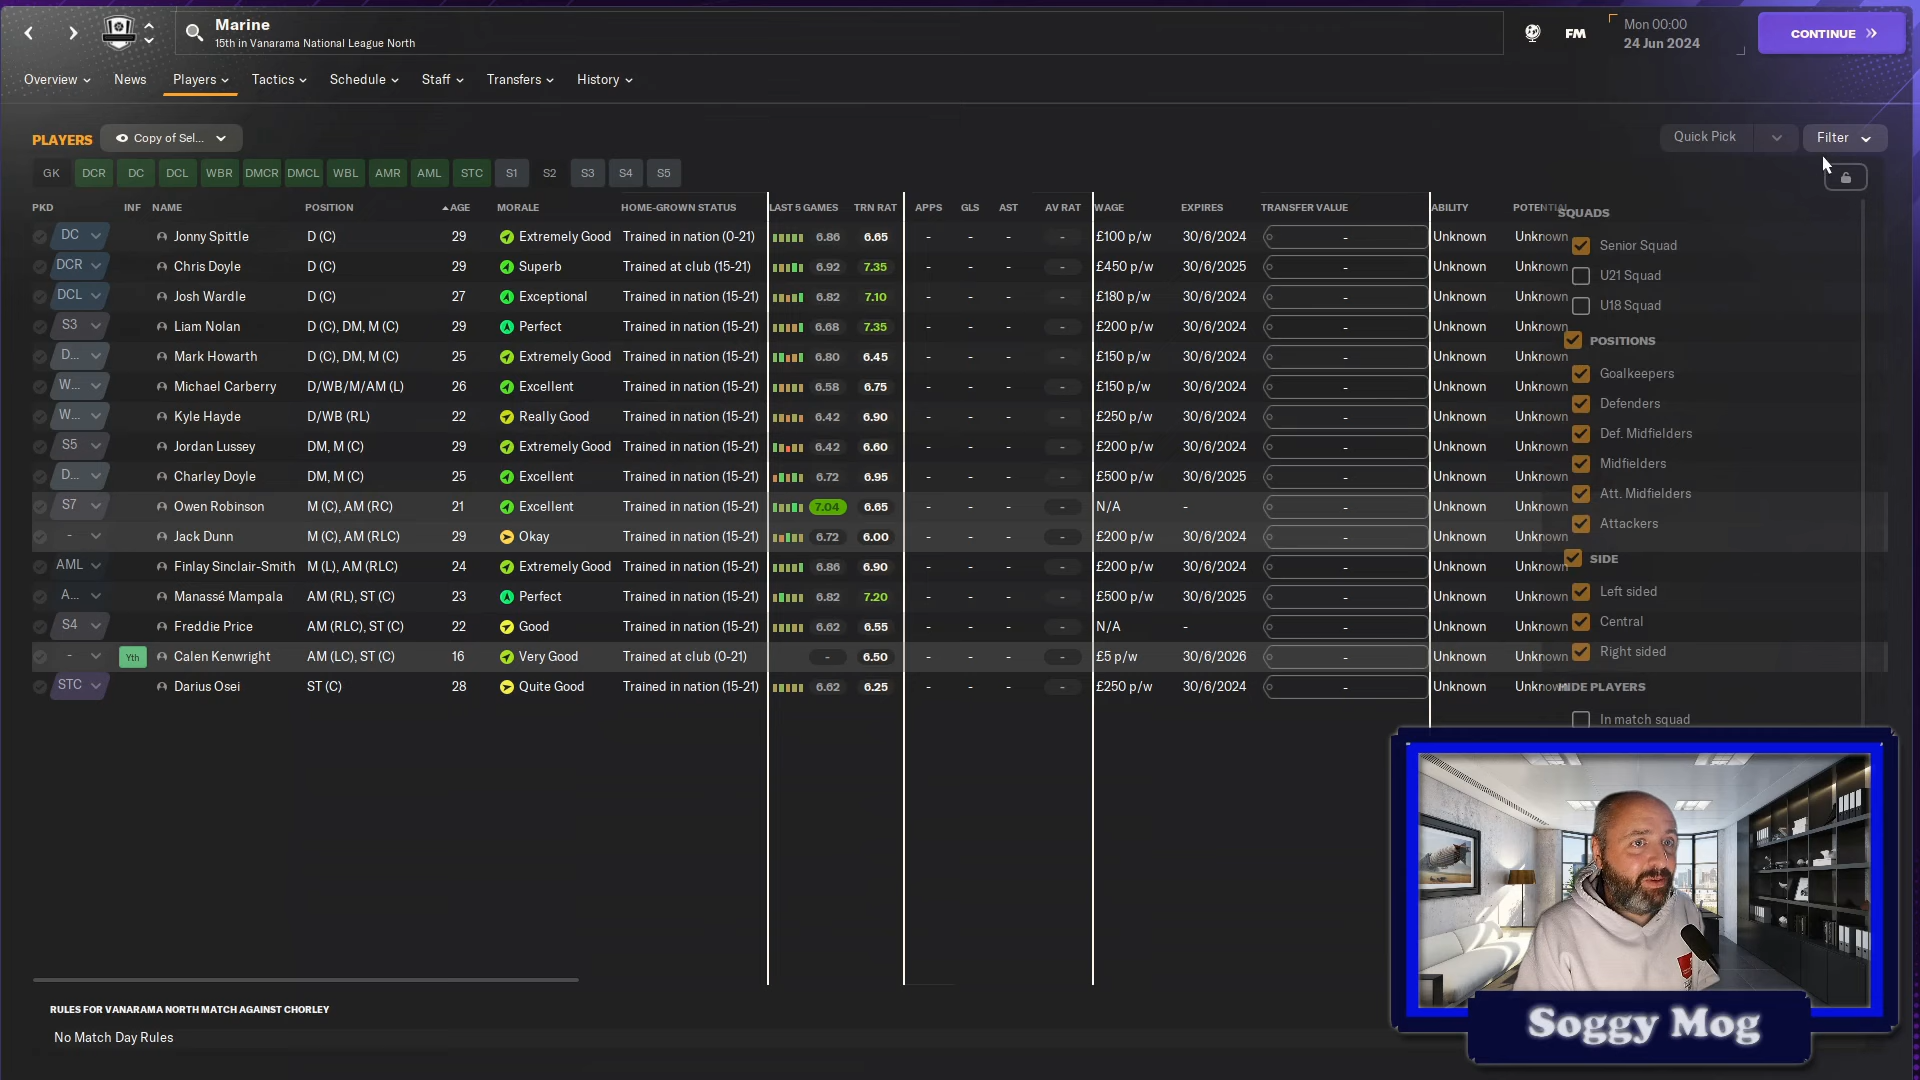 Marine
15th in Vanarama National League North
FM
Mon 00:00
24 Jun 2024
CONTINUE
Overview News Players Tactics Schedule Staff Transfers History
PLAYERS Copy of Sel... Quick Pick Filter
GK DCR DC DCL WBR DMCR DMCL WBL AMR AML STC S1 S2 S3 S4 S5
PKD INF NAME POSITION AGE MORALE HOME-GROWN STATUS LAST 5 GAMES TRN RAT APPS GLS AST AV RAT WAGE EXPIRES TRANSFER VALUE ABILITY POTENTIAL
DC Jonny Spittle D (C) 29 Extremely Good Trained in nation (0-21) 6.86 6.65 - - - - £100 p/w 30/6/2024 - Unknown Unknown
DCR Chris Doyle D (C) 29 Superb Trained at club (15-21) 6.92 7.35 - - - - £450 p/w 30/6/2025 - Unknown Unknown
DCL Josh Wardle D (C) 27 Exceptional Trained in nation (15-21) 6.82 7.10 - - - - £180 p/w 30/6/2024 - Unknown Unknown
S3 Liam Nolan D (C), DM, M (C) 29 Perfect Trained in nation (15-21) 6.68 7.35 - - - - £200 p/w 30/6/2024 - Unknown Unknown
D... Mark Howarth D (C), DM, M (C) 25 Extremely Good Trained in nation (15-21) 6.80 6.45 - - - - £150 p/w 30/6/2024 - Unknown Unknown
W... Michael Carberry D/WB/M/AM (L) 26 Excellent Trained in nation (15-21) 6.58 6.75 - - - - £150 p/w 30/6/2024 - Unknown Unknown
W... Kyle Hayde D/WB (RL) 22 Really Good Trained in nation (15-21) 6.42 6.90 - - - - £250 p/w 30/6/2024 - Unknown Unknown
S5 Jordan Lussey DM, M (C) 29 Extremely Good Trained in nation (15-21) 6.42 6.60 - - - - £200 p/w 30/6/2024 - Unknown Unknown
D... Charley Doyle DM, M (C) 25 Excellent Trained in nation (15-21) 6.72 6.95 - - - - £500 p/w 30/6/2025 - Unknown Unknown
S7 Owen Robinson M (C), AM (RC) 21 Excellent Trained in nation (15-21) 7.04 6.65 - - - - N/A - - Unknown Unknown
- Jack Dunn M (C), AM (RLC) 29 Okay Trained in nation (15-21) 6.72 6.00 - - - - £200 p/w 30/6/2024 - Unknown Unknown
AML Finlay Sinclair-Smith M (L), AM (RLC) 24 Extremely Good Trained in nation (15-21) 6.86 6.90 - - - - £200 p/w 30/6/2024 - Unknown Unknown
A... Manassé Mampala AM (RL), ST (C) 23 Perfect Trained in nation (15-21) 6.82 7.20 - - - - £500 p/w 30/6/2025 - Unknown Unknown
S4 Freddie Price AM (RLC), ST (C) 22 Good Trained in nation (15-21) 6.62 6.55 - - - - N/A - - Unknown Unknown
- Yth Calen Kenwright AM (LC), ST (C) 16 Very Good Trained at club (0-21) - 6.50 - - - - £5 p/w 30/6/2026 - Unknown Unknown
STC Darius Osei ST (C) 28 Quite Good Trained in nation (15-21) 6.62 6.25 - - - - £250 p/w 30/6/2024 - Unknown Unknown
SQUADS
Senior Squad
U21 Squad
U18 Squad
POSITIONS
Goalkeepers
Defenders
Def. Midfielders
Midfielders
Att. Midfielders
Attackers
SIDE
Left sided
Central
Right sided
HIDE PLAYERS
In match squad
RULES FOR VANARAMA NORTH MATCH AGAINST CHORLEY
No Match Day Rules
Soggy Mog